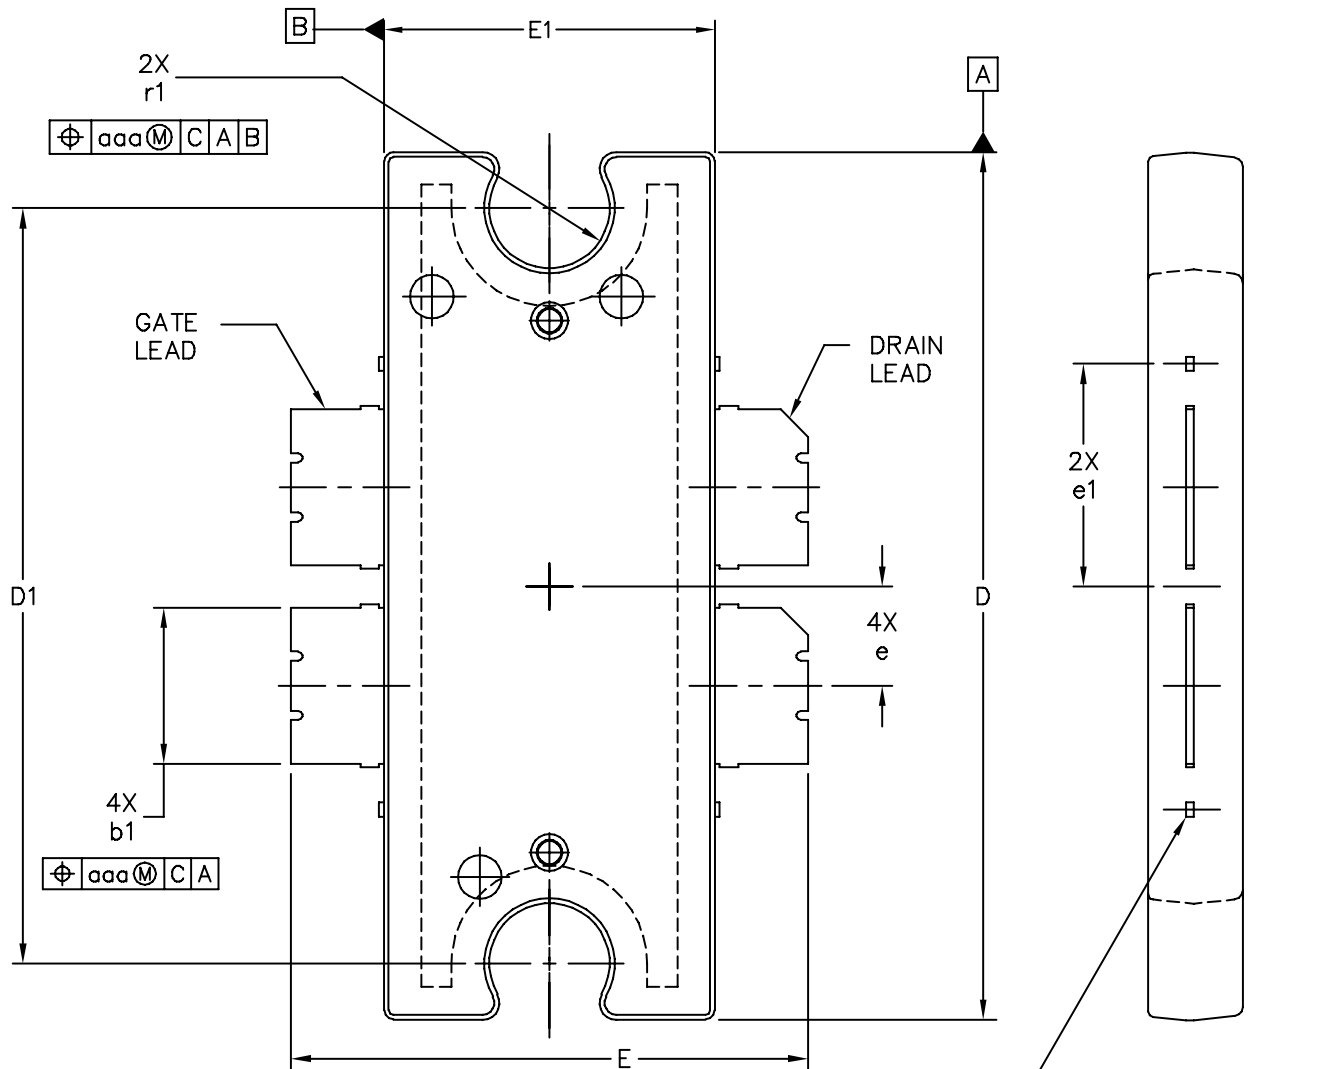 B
E1
2X
r1
A
⌖ aaa Ⓜ C A B
GATE
LEAD
DRAIN
LEAD
2X
e1
D1
D
4X
e
4X
b1
⌖ aaa Ⓜ C A
E